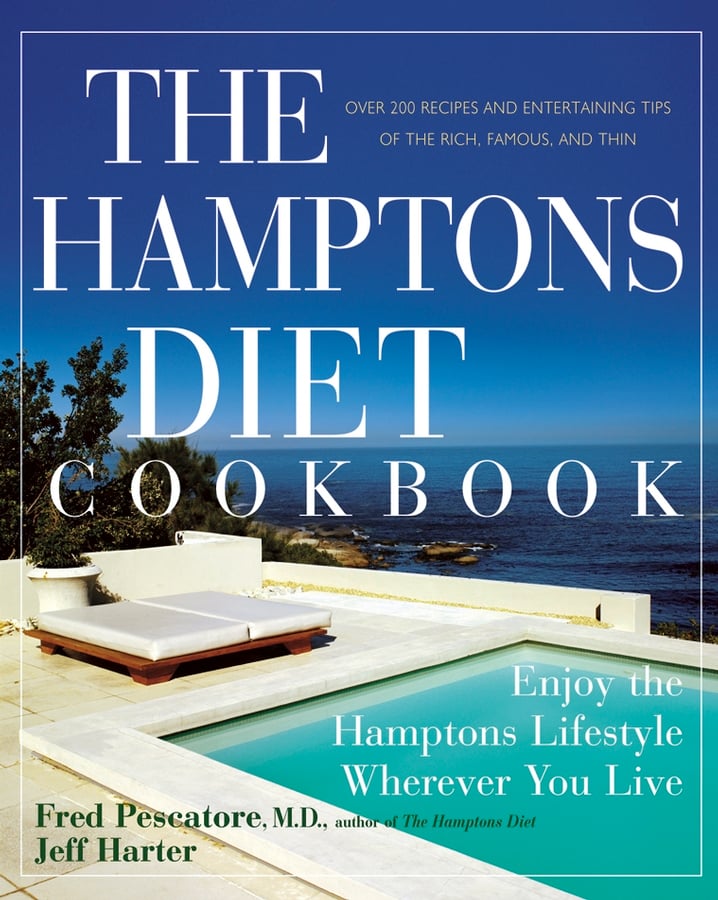 THE
OVER 200 RECIPES AND ENTERTAINING TIPS
OF THE RICH, FAMOUS, AND THIN
HAMPTONS
DIET
COOKBOOK
Enjoy the
Hamptons Lifestyle
Wherever You Live
Fred Pescatore, M.D., author of The Hamptons Diet
Jeff Harter